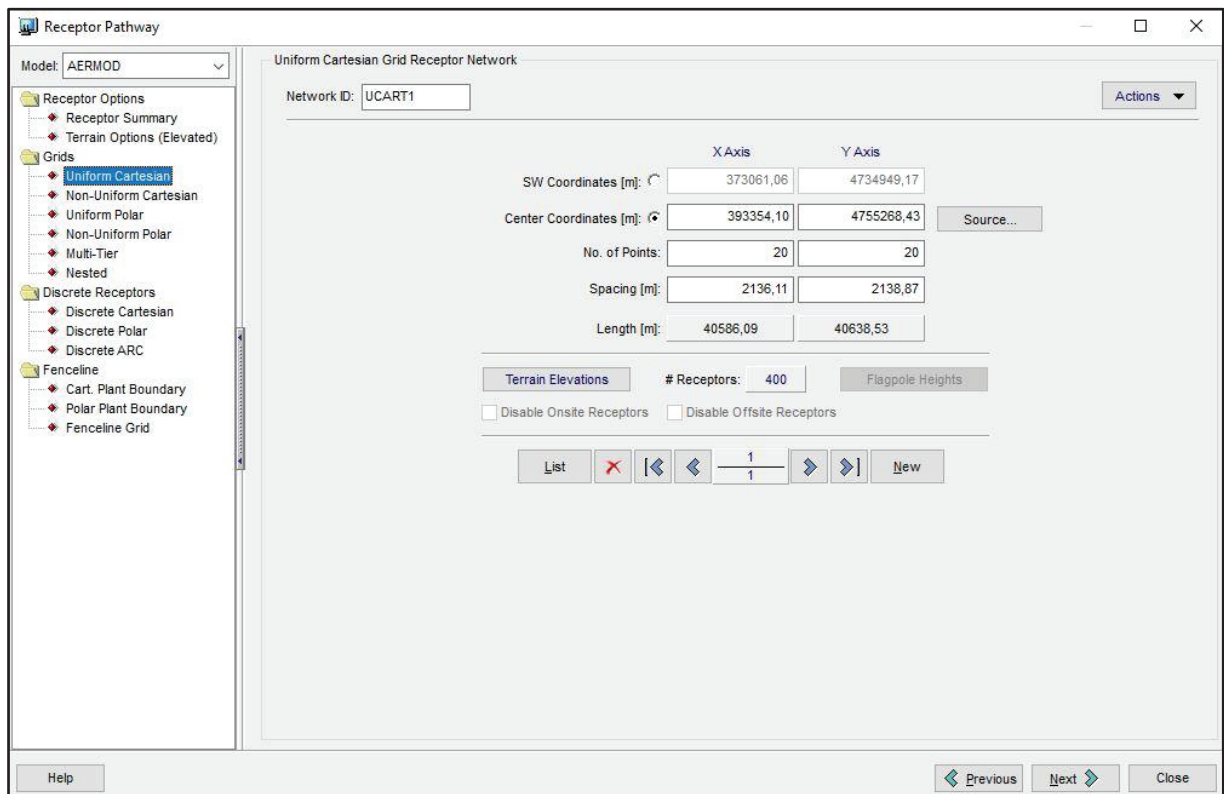 Receptor Pathway
Model: AERMOD
Receptor Options
Receptor Summary
Terrain Options (Elevated)
Grids
Uniform Cartesian
Non-Uniform Cartesian
Uniform Polar
Non-Uniform Polar
Multi-Tier
Nested
Discrete Receptors
Discrete Cartesian
Discrete Polar
Discrete ARC
Fenceline
Cart. Plant Boundary
Polar Plant Boundary
Fenceline Grid
Uniform Cartesian Grid Receptor Network
Network ID: UCART1 Actions
X Axis Y Axis
SW Coordinates [m]: 373061,06 4734949,17
Center Coordinates [m]: 393354,10 4755268,43 Source...
No. of Points: 20 20
Spacing [m]: 2136,11 2138,87
Length [m]: 40586,09 40638,53
Terrain Elevations # Receptors: 400 Flagpole Heights
Disable Onsite Receptors Disable Offsite Receptors
List 1 New
1
Help Previous Next Close